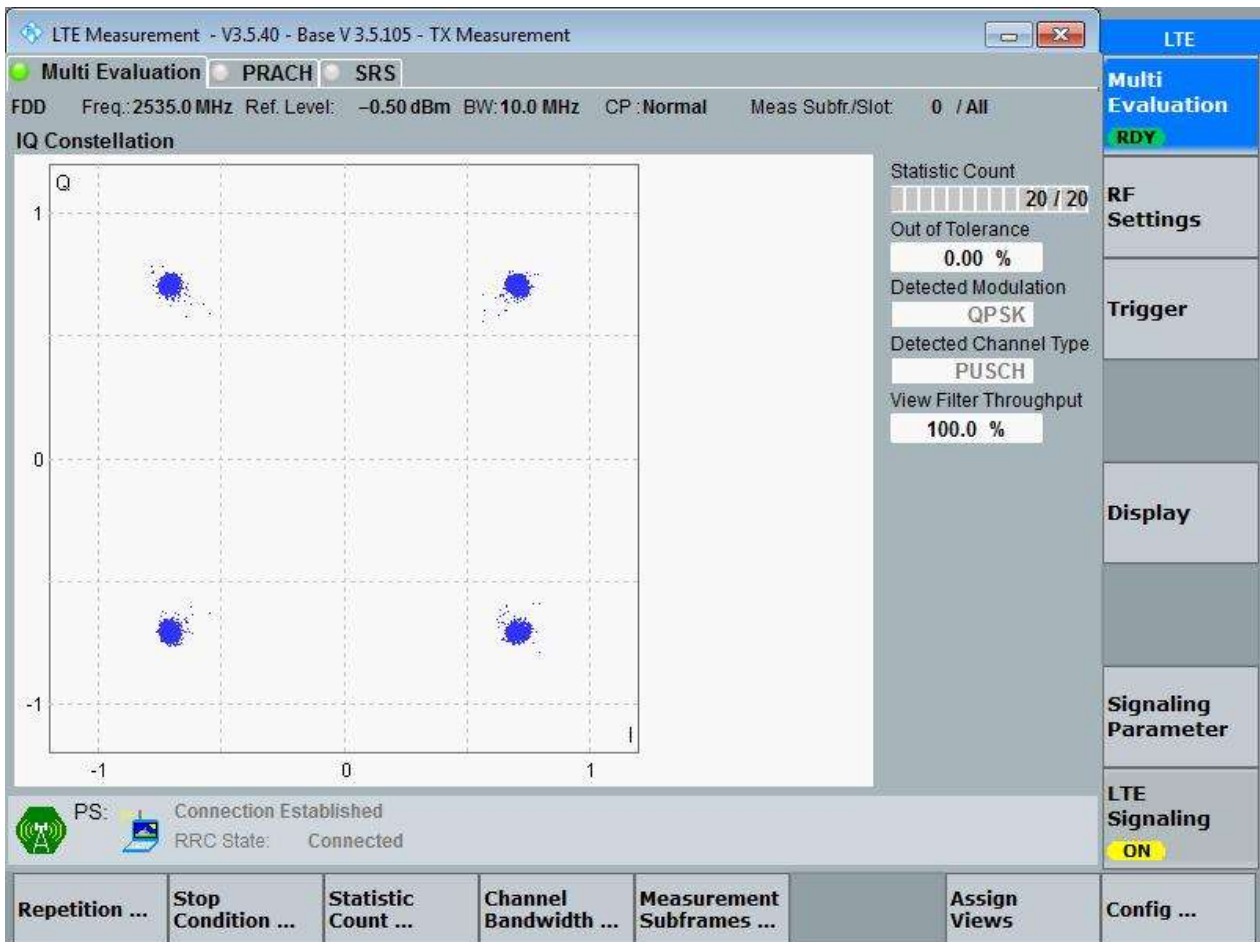 LTE Measurement - V3.5.40 - Base V 3.5.105 - TX Measurement
LTE
Multi Evaluation PRACH SRS
Multi
Evaluation
RDY
FDD Freq.: 2535.0 MHz Ref. Level: −0.50 dBm BW: 10.0 MHz CP : Normal Meas Subfr./Slot: 0 / All
IQ Constellation
Q
1
0
-1
I
-1 0 1
Statistic Count
20 / 20
Out of Tolerance
0.00 %
Detected Modulation
QPSK
Detected Channel Type
PUSCH
View Filter Throughput
100.0 %
RF
Settings
Trigger
Display
Signaling
Parameter
LTE
Signaling
ON
PS: Connection Established
RRC State: Connected
Repetition ...
Stop
Condition ...
Statistic
Count ...
Channel
Bandwidth ...
Measurement
Subframes ...
Assign
Views
Config ...